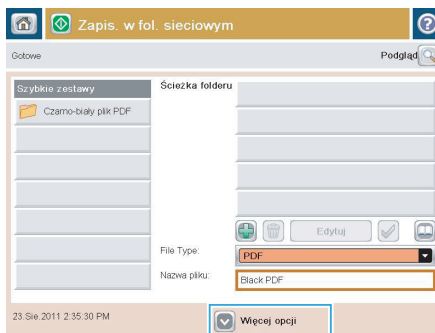 Zapis. w fol. sieciowym
?
Gotowe
Podgląd
Szybkie zestawy
Ścieżka folderu
Czarno-biały plik PDF
Edytuj
File Type:
PDF
Nazwa pliku:
Black PDF
23.Sie.2011 2:35:30 PM
Więcej opcji